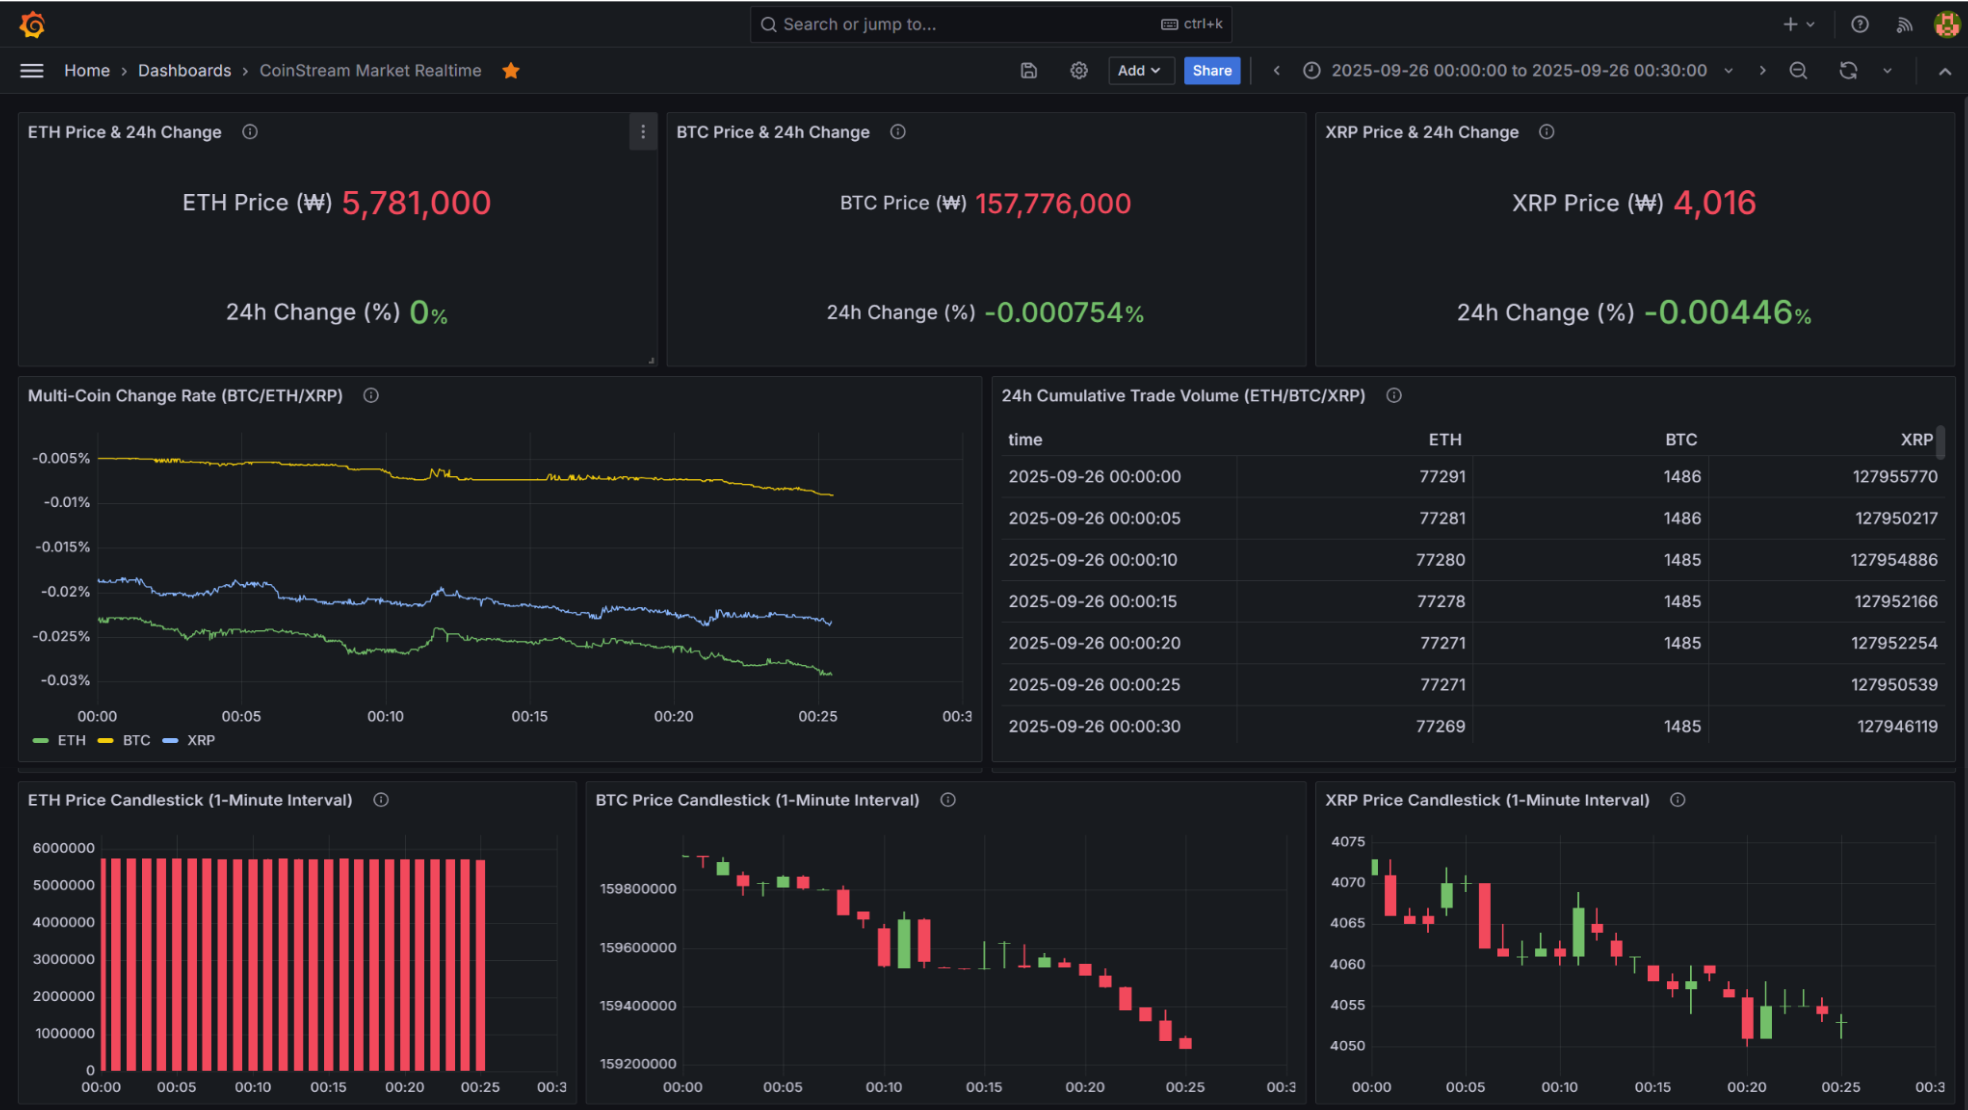 Search or jump to... ctrl+k
Home › Dashboards › CoinStream Market Realtime
Add Share 2025-09-26 00:00:00 to 2025-09-26 00:30:00
ETH Price & 24h Change
ETH Price (₩) 5,781,000
24h Change (%) 0%
BTC Price & 24h Change
BTC Price (₩) 157,776,000
24h Change (%) -0.000754%
XRP Price & 24h Change
XRP Price (₩) 4,016
24h Change (%) -0.00446%
Multi-Coin Change Rate (BTC/ETH/XRP)
-0.005%
-0.01%
-0.015%
-0.02%
-0.025%
-0.03%
00:00 00:05 00:10 00:15 00:20 00:25 00:3
ETH BTC XRP
24h Cumulative Trade Volume (ETH/BTC/XRP)
time ETH BTC XRP
2025-09-26 00:00:00 77291 1486 127955770
2025-09-26 00:00:05 77281 1486 127950217
2025-09-26 00:00:10 77280 1485 127954886
2025-09-26 00:00:15 77278 1485 127952166
2025-09-26 00:00:20 77271 1485 127952254
2025-09-26 00:00:25 77271 127950539
2025-09-26 00:00:30 77269 1485 127946119
ETH Price Candlestick (1-Minute Interval)
6000000
5000000
4000000
3000000
2000000
1000000
0
00:00 00:05 00:10 00:15 00:20 00:25 00:3
BTC Price Candlestick (1-Minute Interval)
159800000
159600000
159400000
159200000
00:00 00:05 00:10 00:15 00:20 00:25 00:3
XRP Price Candlestick (1-Minute Interval)
4075
4070
4065
4060
4055
4050
00:00 00:05 00:10 00:15 00:20 00:25 00:3